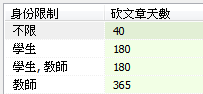 身份限制 砍文章天數
不限 40
學生 180
學生, 教師 180
教師 365